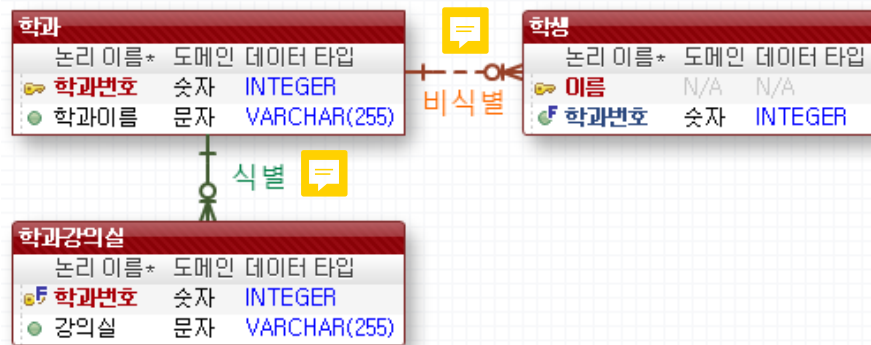 학과
논리 이름* 도메인 데이터 타입
학과번호 숫자 INTEGER
학과이름 문자 VARCHAR(255)
비식별
학생
논리 이름* 도메인 데이터 타입
이름 N/A N/A
학과번호 숫자 INTEGER
식별
학과강의실
논리 이름* 도메인 데이터 타입
학과번호 숫자 INTEGER
강의실 문자 VARCHAR(255)